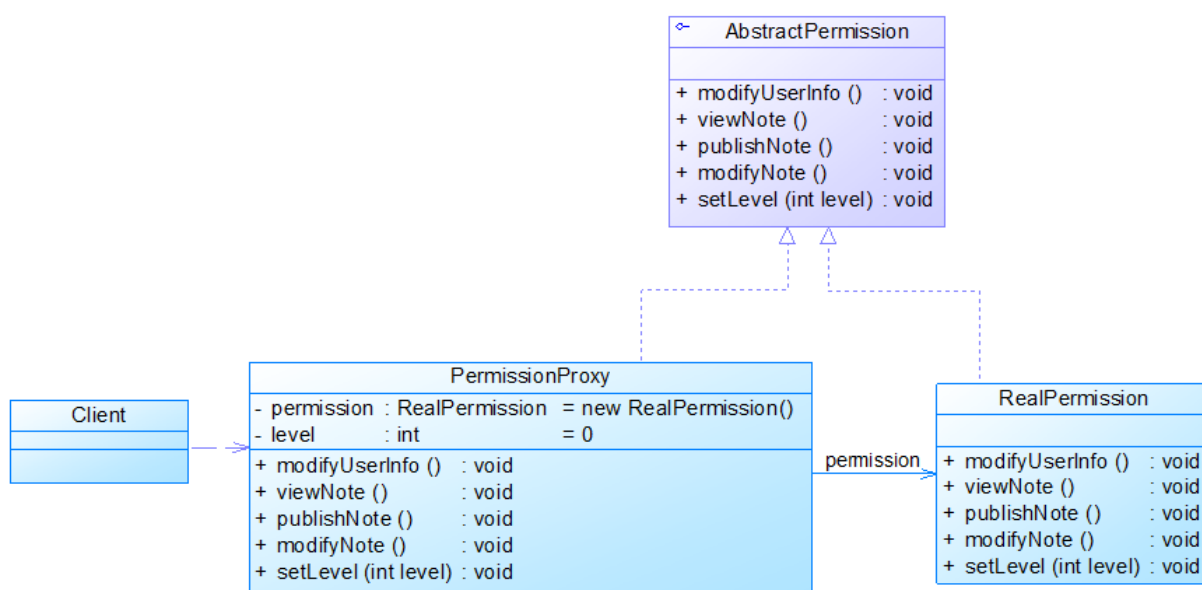 AbstractPermission
+ modifyUserInfo () : void
+ viewNote () : void
+ publishNote () : void
+ modifyNote () : void
+ setLevel (int level) : void
Client
PermissionProxy
- permission : RealPermission = new RealPermission()
- level : int = 0
+ modifyUserInfo () : void
+ viewNote () : void
+ publishNote () : void
+ modifyNote () : void
+ setLevel (int level) : void
permission
RealPermission
+ modifyUserInfo () : void
+ viewNote () : void
+ publishNote () : void
+ modifyNote () : void
+ setLevel (int level) : void